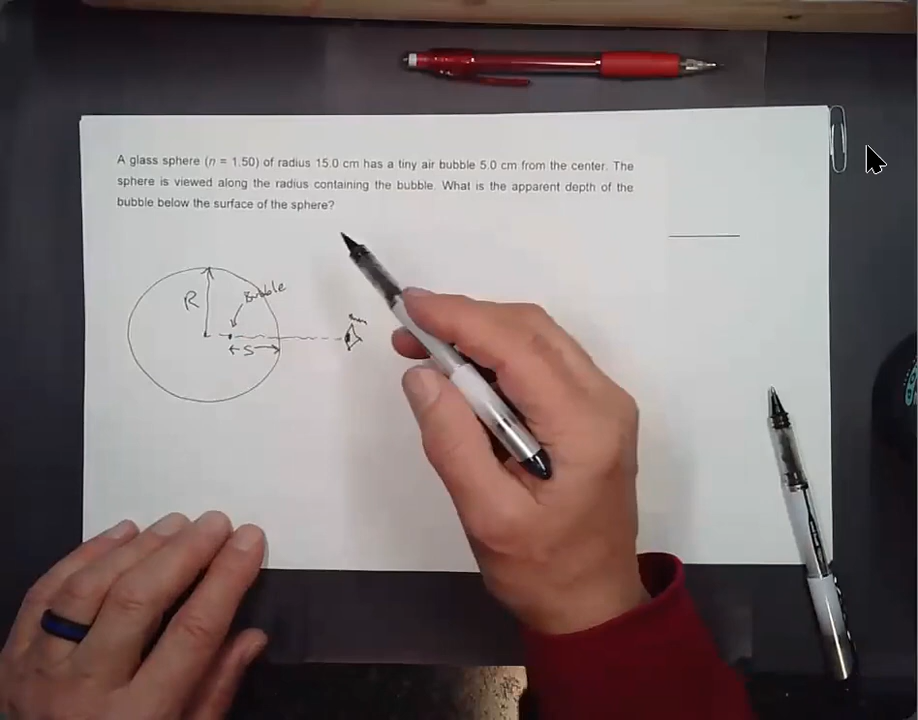 A glass sphere (n = 1.50) of radius 15.0 cm has a tiny air bubble 5.0 cm from the center. The
sphere is viewed along the radius containing the bubble. What is the apparent depth of the
bubble below the surface of the sphere?
Bubble
R
S